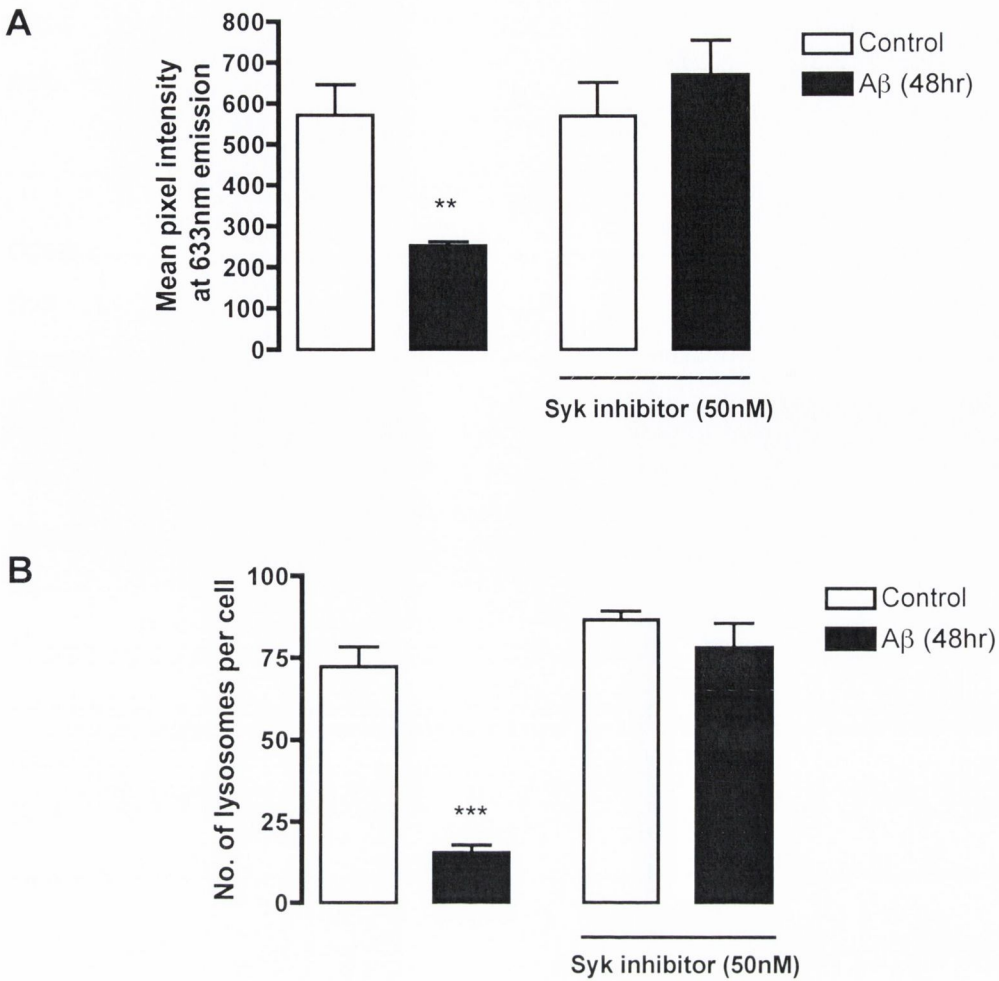 A
Mean pixel intensity
at 633nm emission
800
700
600
500
400
300
200
100
0
**
Control
Aβ (48hr)
Syk inhibitor (50nM)
B
No. of lysosomes per cell
100
75
50
25
0
***
Control
Aβ (48hr)
Syk inhibitor (50nM)